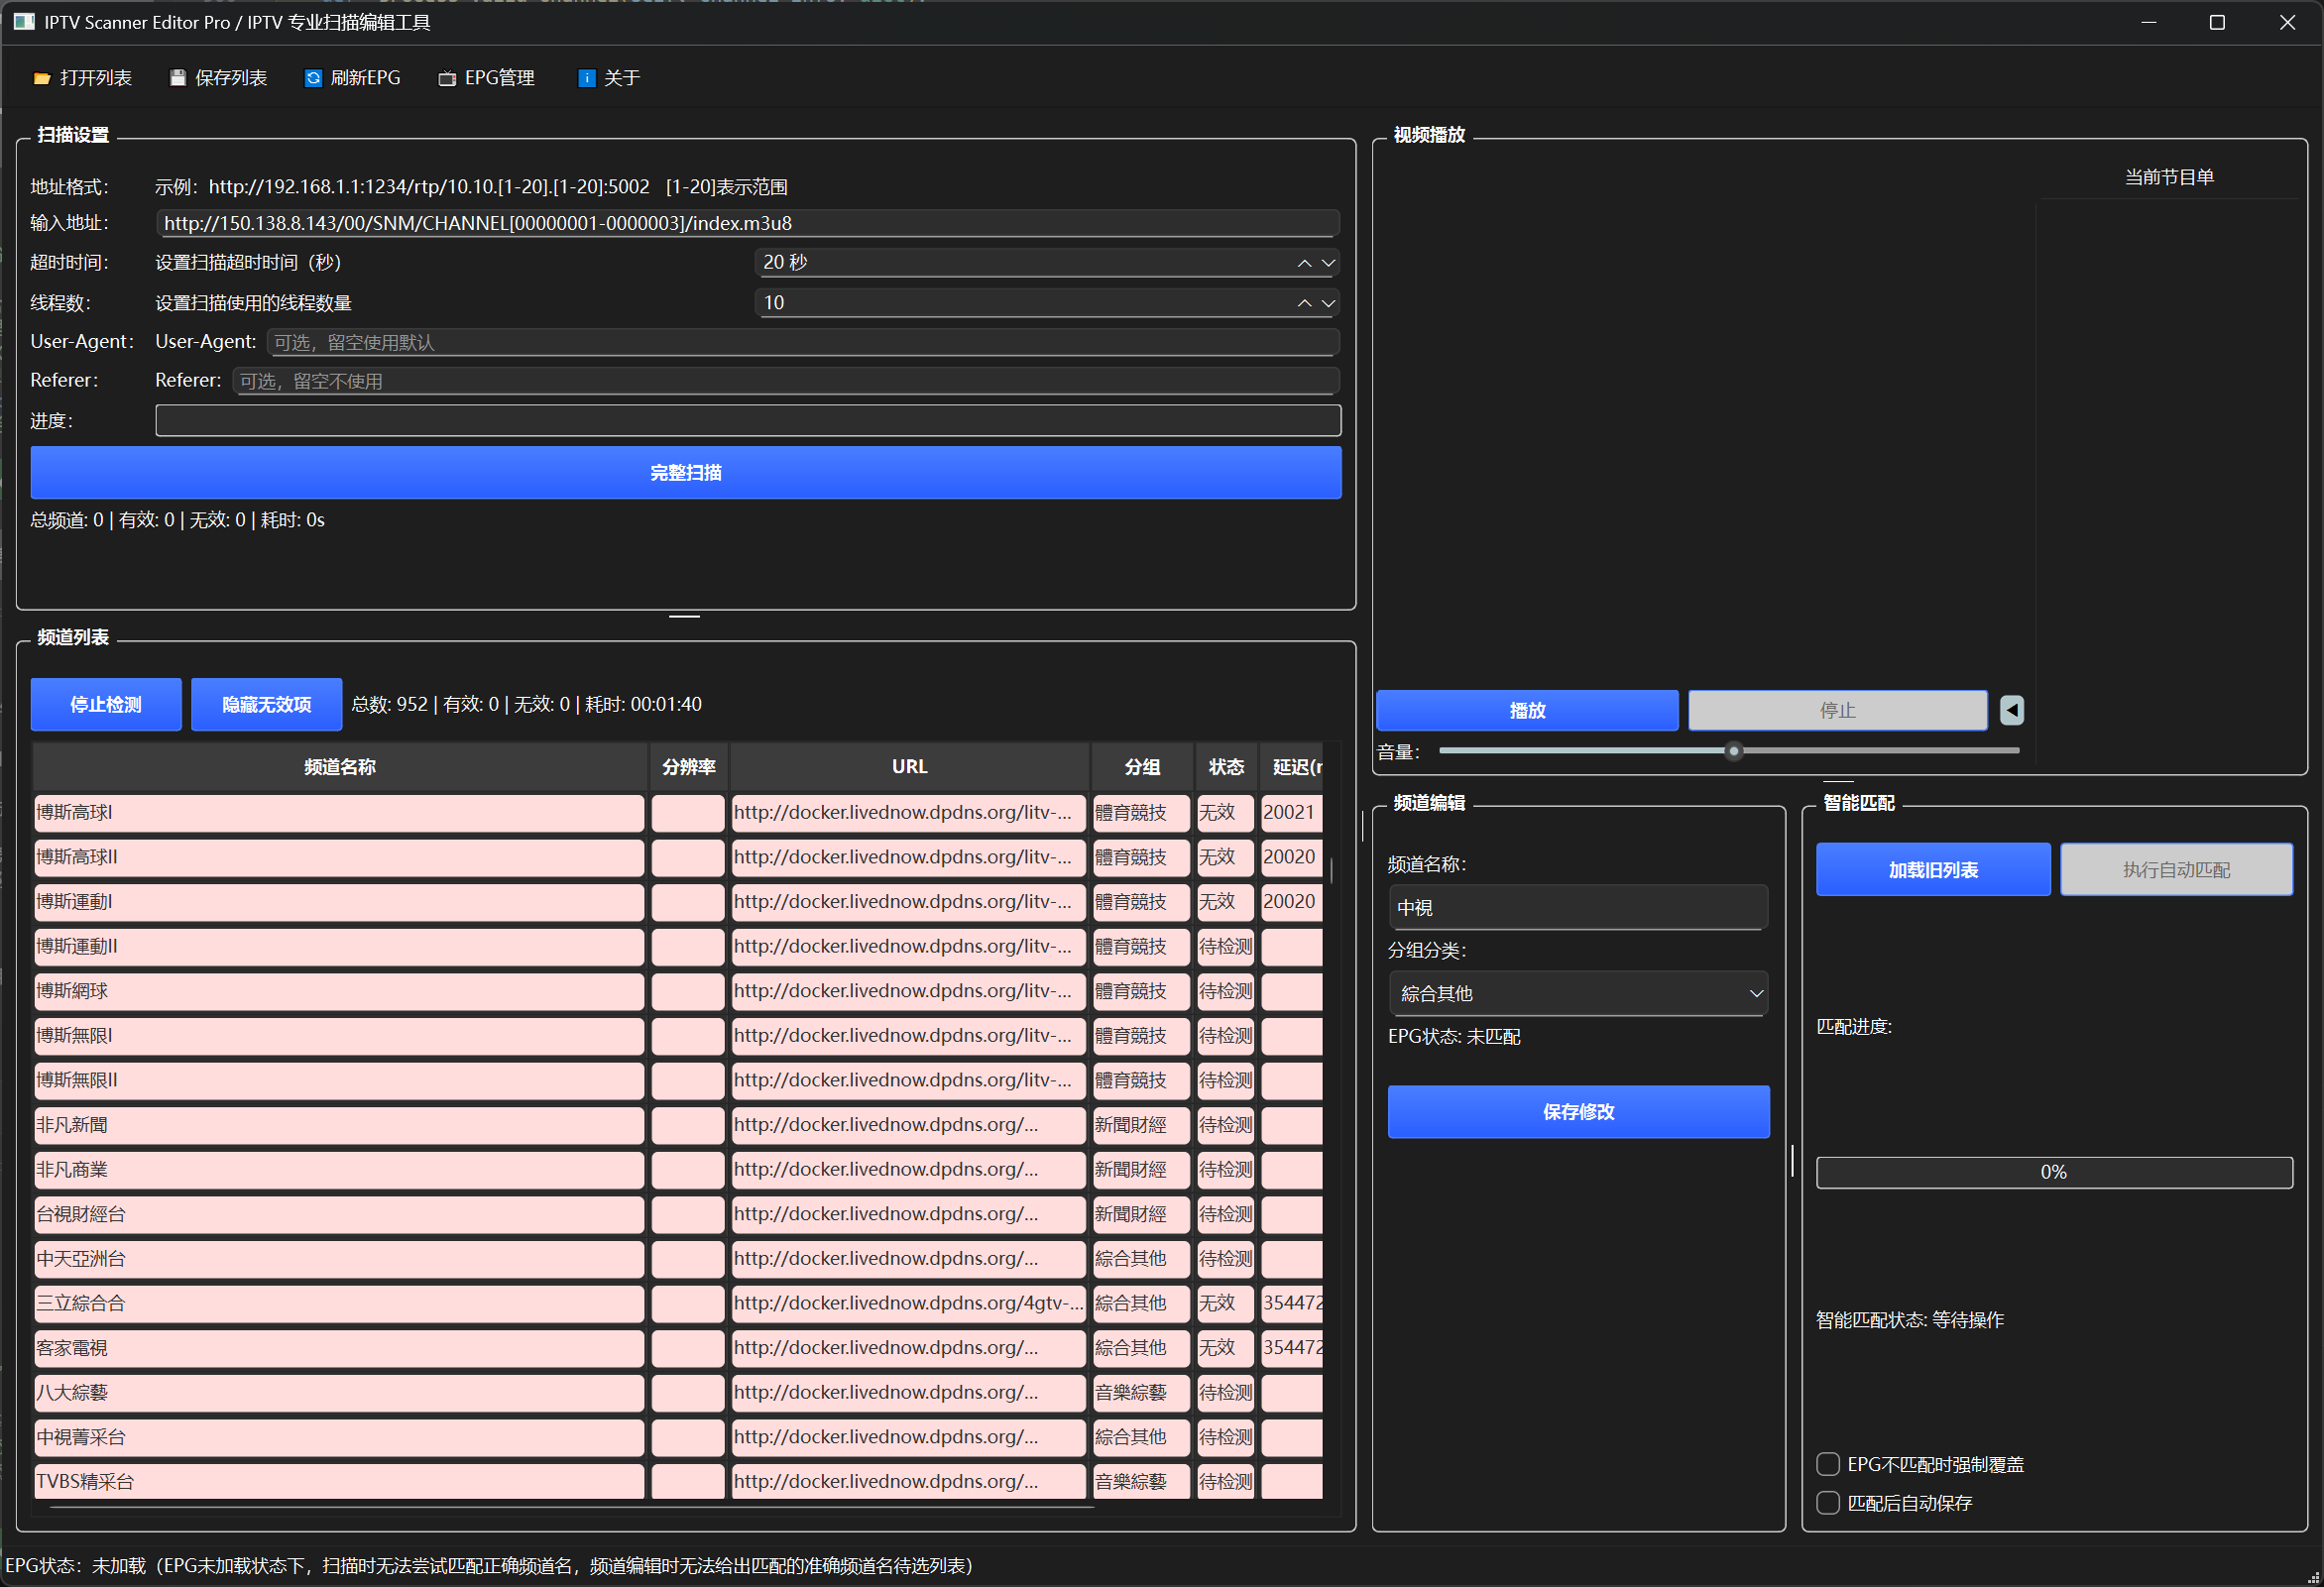 IPTV Scanner Editor Pro / IPTV 专业扫描编辑工具
打开列表 保存列表 刷新EPG EPG管理 关于
扫描设置
地址格式： 示例：http://192.168.1.1:1234/rtp/10.10.[1-20].[1-20]:5002 [1-20]表示范围
输入地址： http://150.138.8.143/00/SNM/CHANNEL[00000001-0000003]/index.m3u8
超时时间： 设置扫描超时时间（秒） 20 秒
线程数： 设置扫描使用的线程数量 10
User-Agent： User-Agent: 可选，留空使用默认
Referer： Referer: 可选，留空不使用
进度：
完整扫描
总频道: 0 | 有效: 0 | 无效: 0 | 耗时: 0s
频道列表
停止检测 隐藏无效项 总数: 952 | 有效: 0 | 无效: 0 | 耗时: 00:01:40
频道名称 分辨率 URL 分组 状态 延迟(
博斯高球I http://docker.livednow.dpdns.org/litv-... 體育競技 无效 20021
博斯高球II http://docker.livednow.dpdns.org/litv-... 體育競技 无效 20020
博斯運動I http://docker.livednow.dpdns.org/litv-... 體育競技 无效 20020
博斯運動II http://docker.livednow.dpdns.org/litv-... 體育競技 待检测
博斯網球 http://docker.livednow.dpdns.org/litv-... 體育競技 待检测
博斯無限I http://docker.livednow.dpdns.org/litv-... 體育競技 待检测
博斯無限II http://docker.livednow.dpdns.org/litv-... 體育競技 待检测
非凡新聞 http://docker.livednow.dpdns.org/... 新聞財經 待检测
非凡商業 http://docker.livednow.dpdns.org/... 新聞財經 待检测
台視財經台 http://docker.livednow.dpdns.org/... 新聞財經 待检测
中天亞洲台 http://docker.livednow.dpdns.org/... 綜合其他 待检测
三立綜合台 http://docker.livednow.dpdns.org/4gtv-... 綜合其他 无效 354472
客家電視 http://docker.livednow.dpdns.org/... 綜合其他 无效 354472
八大綜藝 http://docker.livednow.dpdns.org/... 音樂綜藝 待检测
中視菁采台 http://docker.livednow.dpdns.org/... 綜合其他 待检测
TVBS精采台 http://docker.livednow.dpdns.org/... 音樂綜藝 待检测
视频播放
当前节目单
播放 停止
音量：
频道编辑
频道名称：
中視
分组分类：
綜合其他
EPG状态: 未匹配
保存修改
智能匹配
加载旧列表 执行自动匹配
匹配进度:
0%
智能匹配状态: 等待操作
EPG不匹配时强制覆盖
匹配后自动保存
EPG状态：未加载（EPG未加载状态下，扫描时无法尝试匹配正确频道名，频道编辑时无法给出匹配的准确频道名待选列表）